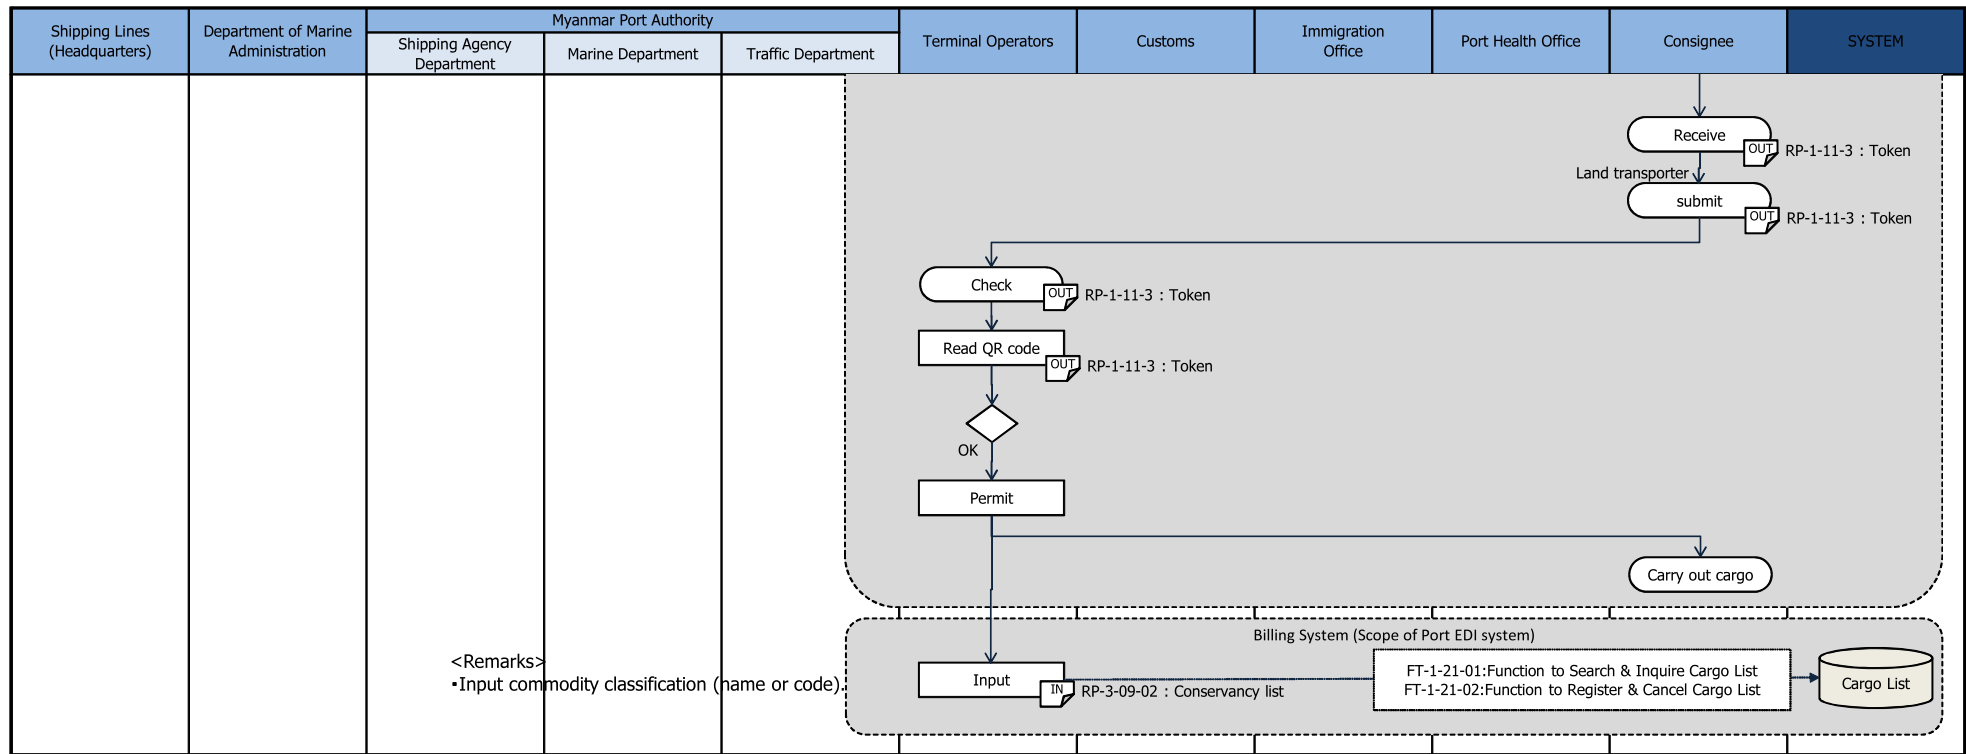 Shipping Lines
(Headquarters)
Department of Marine
Administration
Myanmar Port Authority
Shipping Agency
Department
Marine Department
Traffic Department
Terminal Operators
Customs
Immigration
Office
Port Health Office
Consignee
SYSTEM
Receive
OUT
RP-1-11-3 : Token
Land transporter
submit
OUT
RP-1-11-3 : Token
Check
OUT
RP-1-11-3 : Token
Read QR code
OUT
RP-1-11-3 : Token
OK
Permit
Carry out cargo
Billing System (Scope of Port EDI system)
<Remarks>
・Input commodity classification (name or code).
Input
IN
RP-3-09-02 : Conservancy list
FT-1-21-01:Function to Search & Inquire Cargo List
FT-1-21-02:Function to Register & Cancel Cargo List
Cargo List